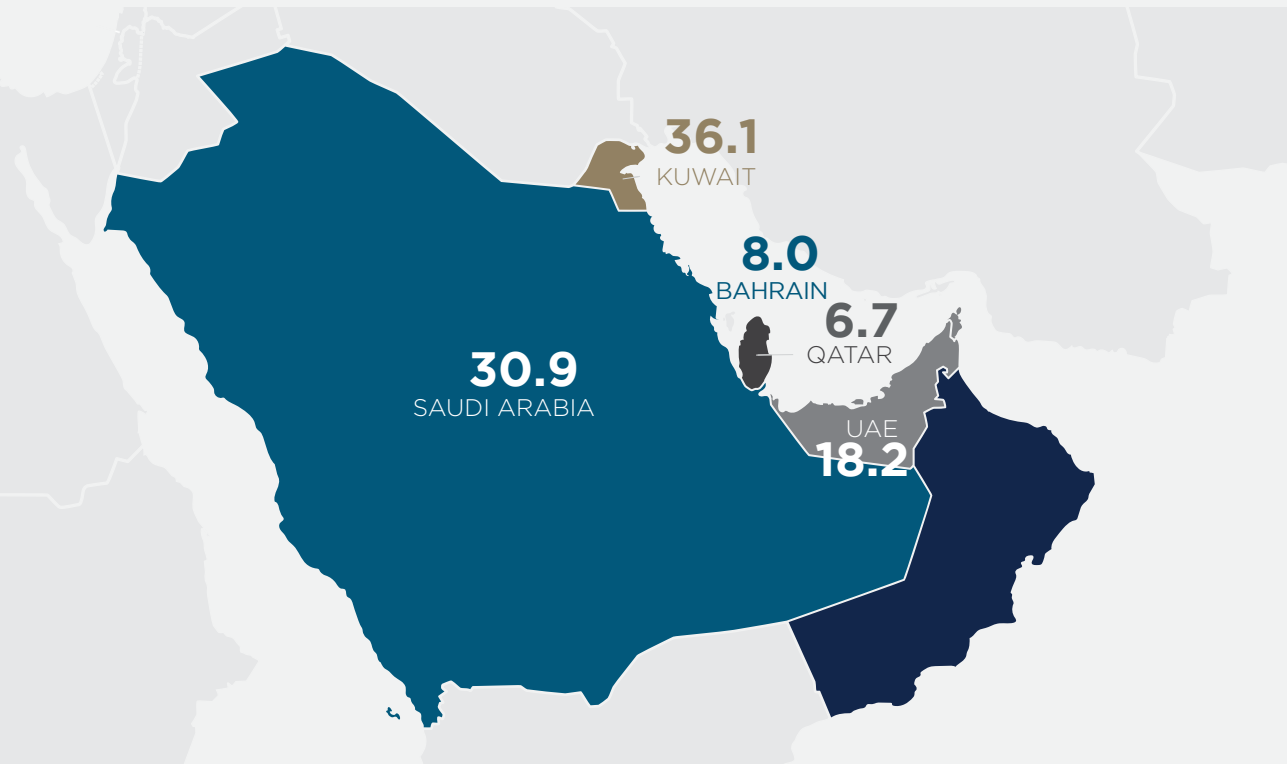 36.1
KUWAIT
8.0
BAHRAIN
6.7
QATAR
30.9
SAUDI ARABIA
UAE
18.2